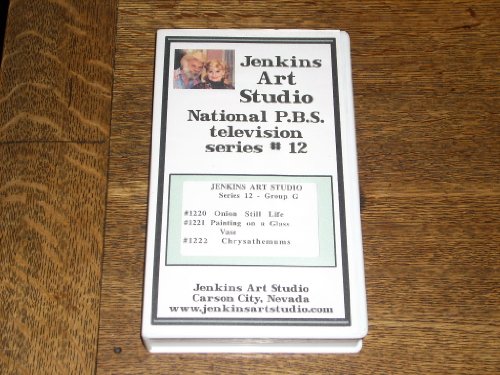 Jenkins
Art
Studio
National P.B.S.
television
series # 12
JENKINS ART STUDIO
Series 12 - Group G
#1220 Onion Still Life
#1221 Painting on a Glass
Vase
#1222 Chrysathemums
Jenkins Art Studio
Carson City, Nevada
www.jenkinsartstudio.com